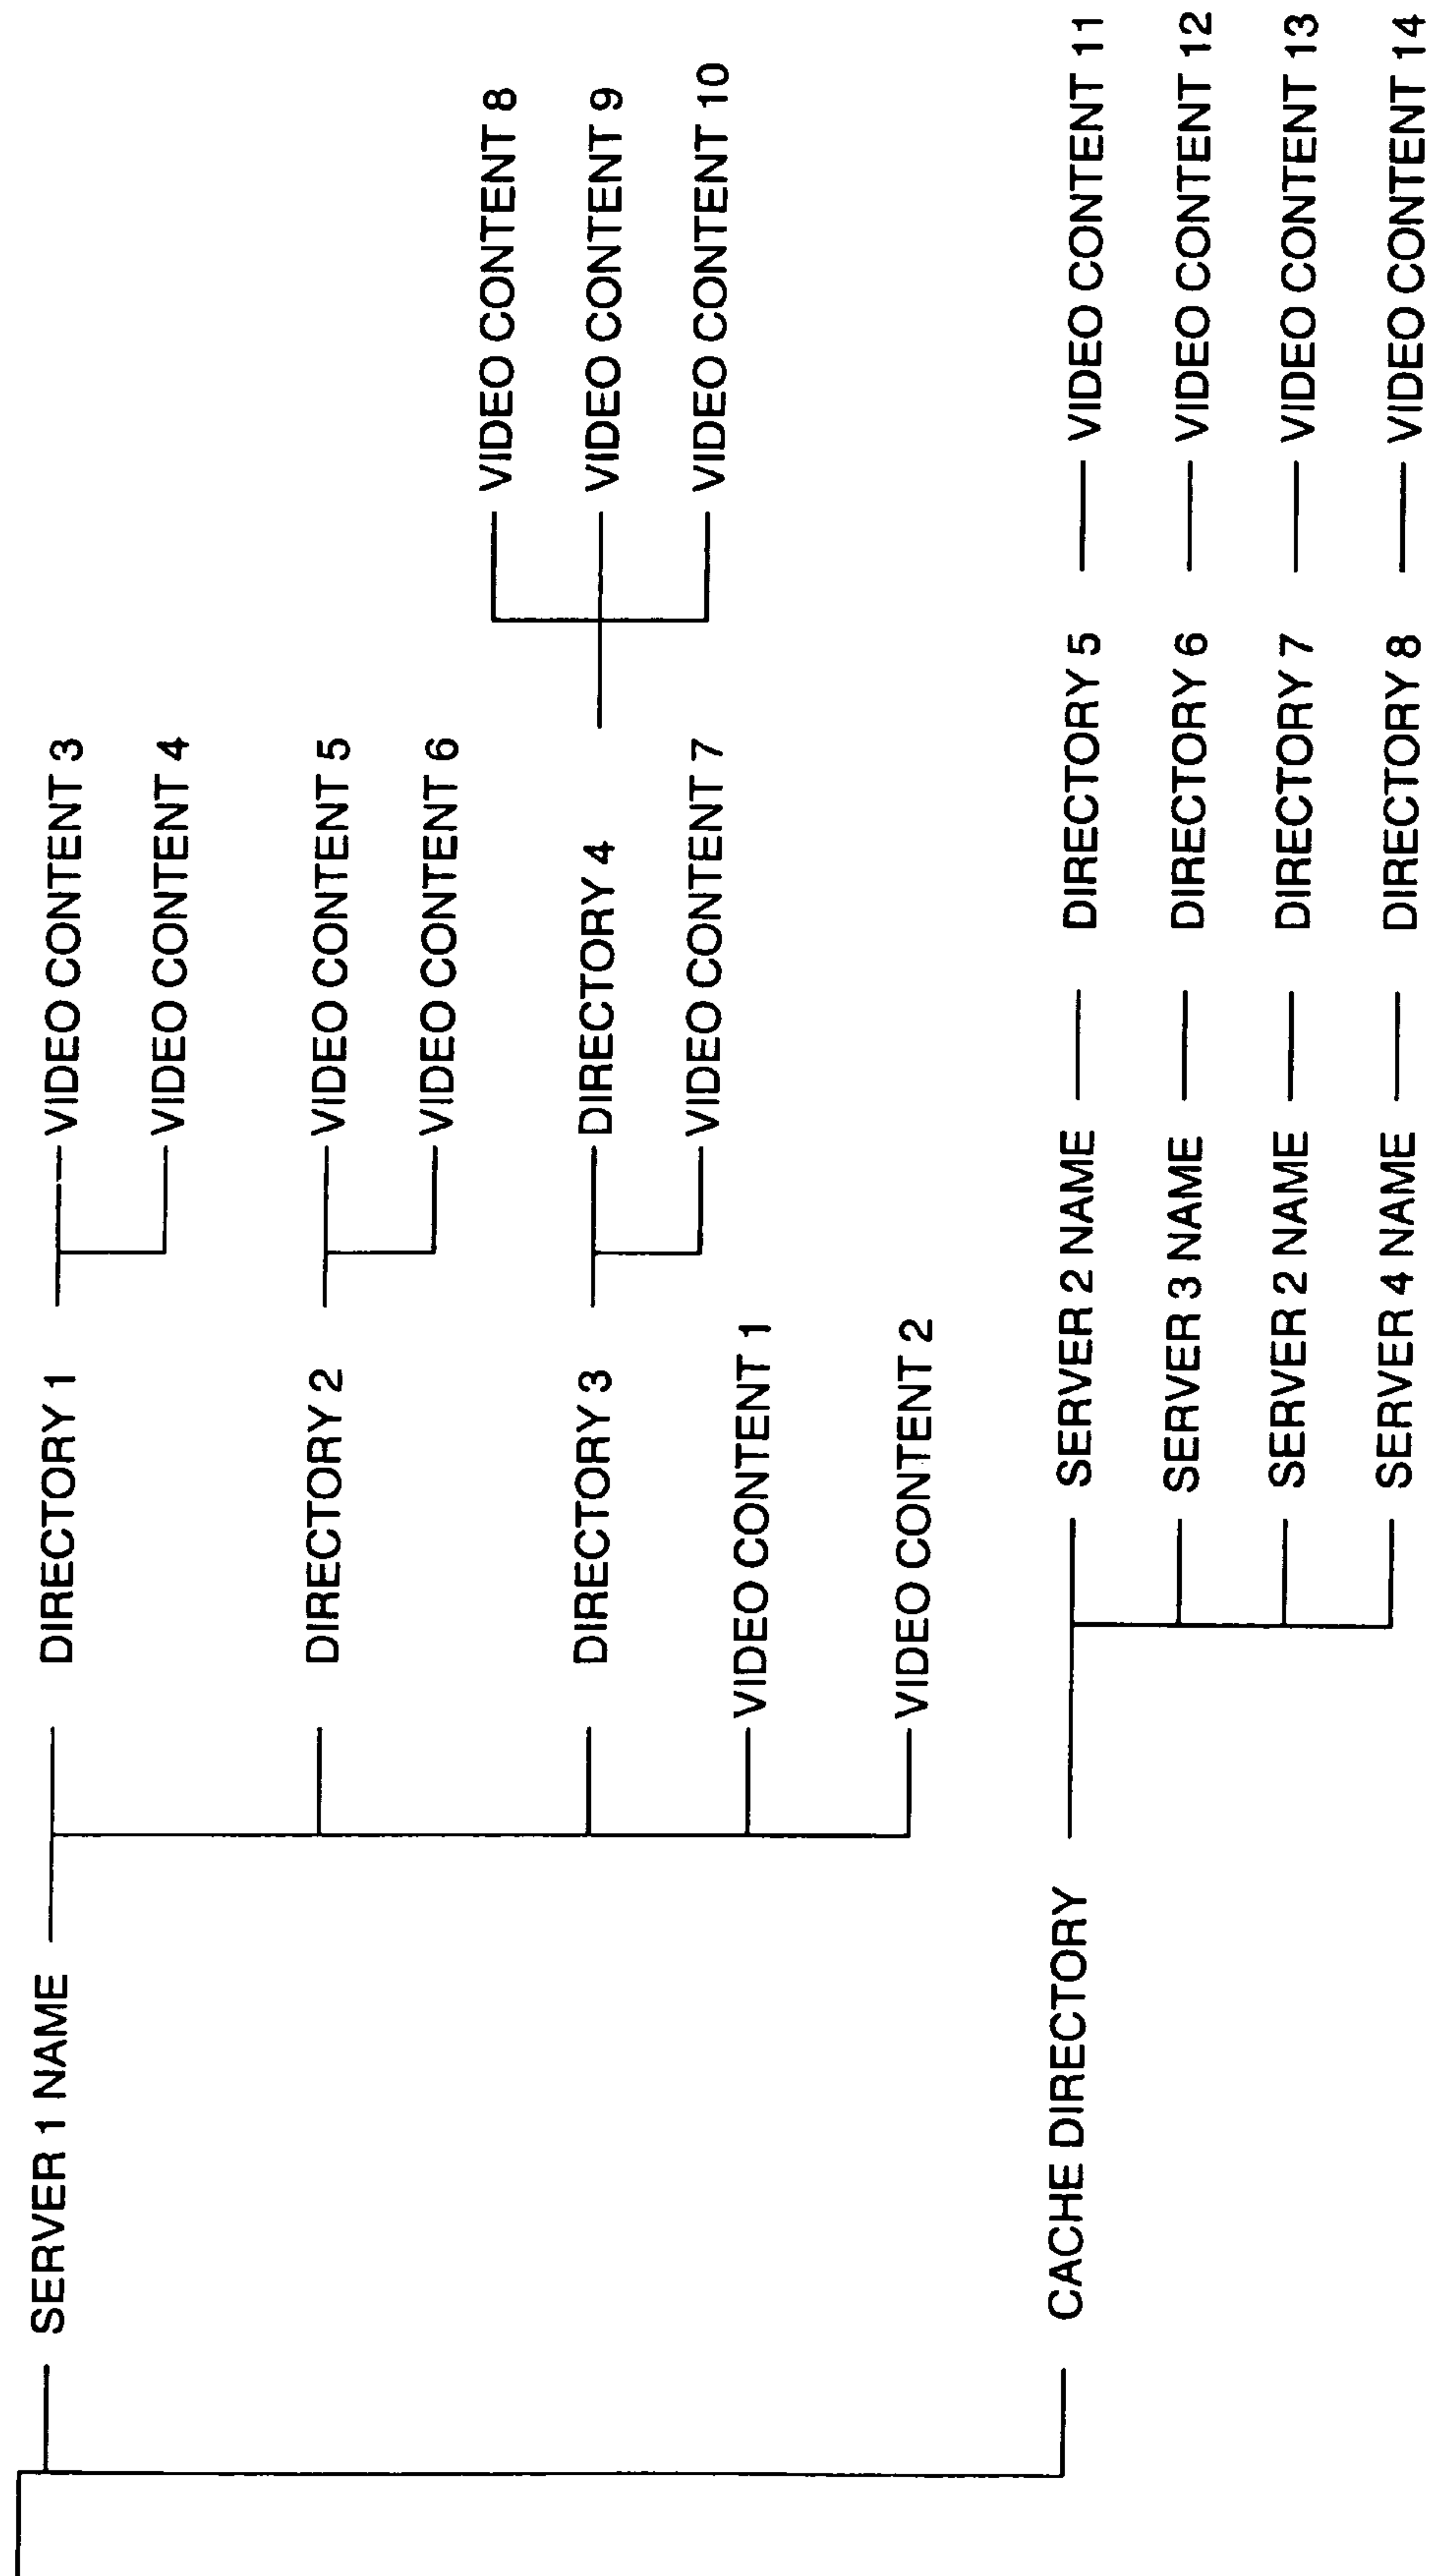 SERVER 1 NAME
DIRECTORY 1
VIDEO CONTENT 3
VIDEO CONTENT 4
DIRECTORY 2
VIDEO CONTENT 5
VIDEO CONTENT 6
DIRECTORY 3
DIRECTORY 4
VIDEO CONTENT 8
VIDEO CONTENT 9
VIDEO CONTENT 10
VIDEO CONTENT 7
VIDEO CONTENT 1
VIDEO CONTENT 2
CACHE DIRECTORY
SERVER 2 NAME
DIRECTORY 5
VIDEO CONTENT 11
SERVER 3 NAME
DIRECTORY 6
VIDEO CONTENT 12
SERVER 2 NAME
DIRECTORY 7
VIDEO CONTENT 13
SERVER 4 NAME
DIRECTORY 8
VIDEO CONTENT 14